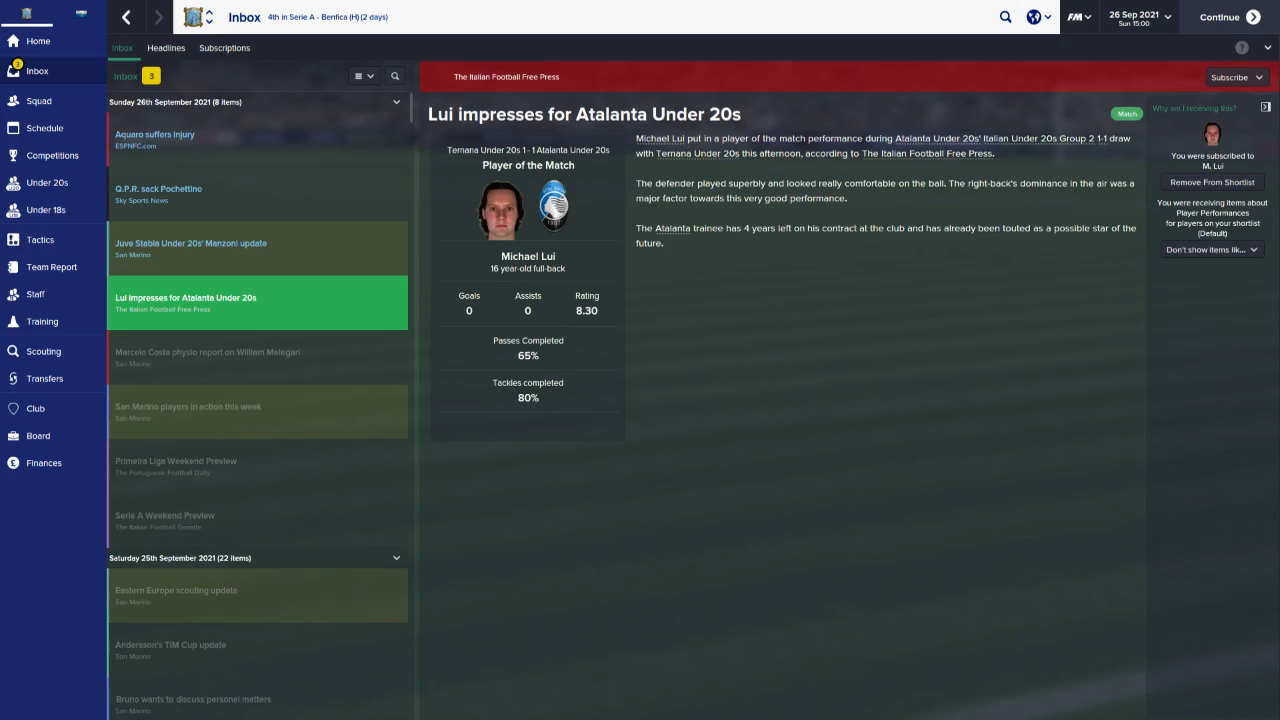 Inbox
4th in Serie A - Benfica (H) (2 days)
FM
26 Sep 2021
Sun 15:00
Continue
Home
3
Inbox
Squad
Schedule
Competitions
Under 20s
Under 18s
Tactics
Team Report
Staff
Training
Scouting
Transfers
Club
Board
Finances
Inbox
Headlines
Subscriptions
?
Inbox
3
Sunday 26th September 2021 (8 items)
Aquaro suffers injury
ESPNFC.com
Q.P.R. sack Pochettino
Sky Sports News
Juve Stabia Under 20s' Manzoni update
San Marino
Lui impresses for Atalanta Under 20s
The Italian Football Free Press
Marcelo Costa physio report on William Melegari
San Marino
San Marino players in action this week
San Marino
Primeira Liga Weekend Preview
The Portuguese Football Daily
Serie A Weekend Preview
The Italian Football Gazette
Saturday 25th September 2021 (22 items)
Eastern Europe scouting update
San Marino
Andersson's TIM Cup update
San Marino
Bruno wants to discuss personal matters
San Marino
The Italian Football Free Press
Subscribe
Lui impresses for Atalanta Under 20s
Match
Ternana Under 20s 1 - 1 Atalanta Under 20s
Player of the Match
Michael Lui
16 year-old full-back
Goals
Assists
Rating
0
0
8.30
Passes Completed
65%
Tackles completed
80%
Michael Lui put in a player of the match performance during Atalanta Under 20s' Italian Under 20s Group 2 1-1 draw
with Ternana Under 20s this afternoon, according to The Italian Football Free Press.
The defender played superbly and looked really comfortable on the ball. The right-back's dominance in the air was a
major factor towards this very good performance.
The Atalanta trainee has 4 years left on his contract at the club and has already been touted as a possible star of the
future.
Why am I receiving this?
You were subscribed to
M. Lui
Remove From Shortlist
You were receiving items about
Player Performances
for players on your shortlist
(Default)
Don't show items lik...